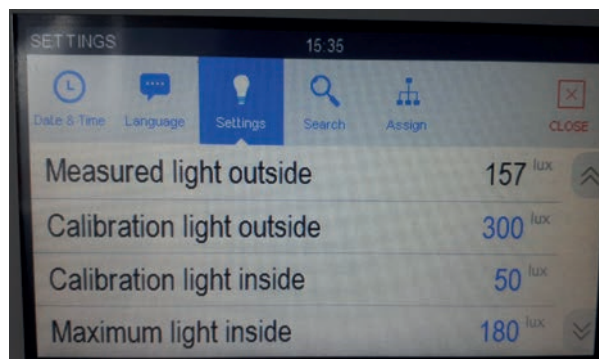 SETTINGS 15:35
Date & Time Language Settings Search Assign CLOSE
Measured light outside 157 lux
Calibration light outside 300 lux
Calibration light inside 50 lux
Maximum light inside 180 lux